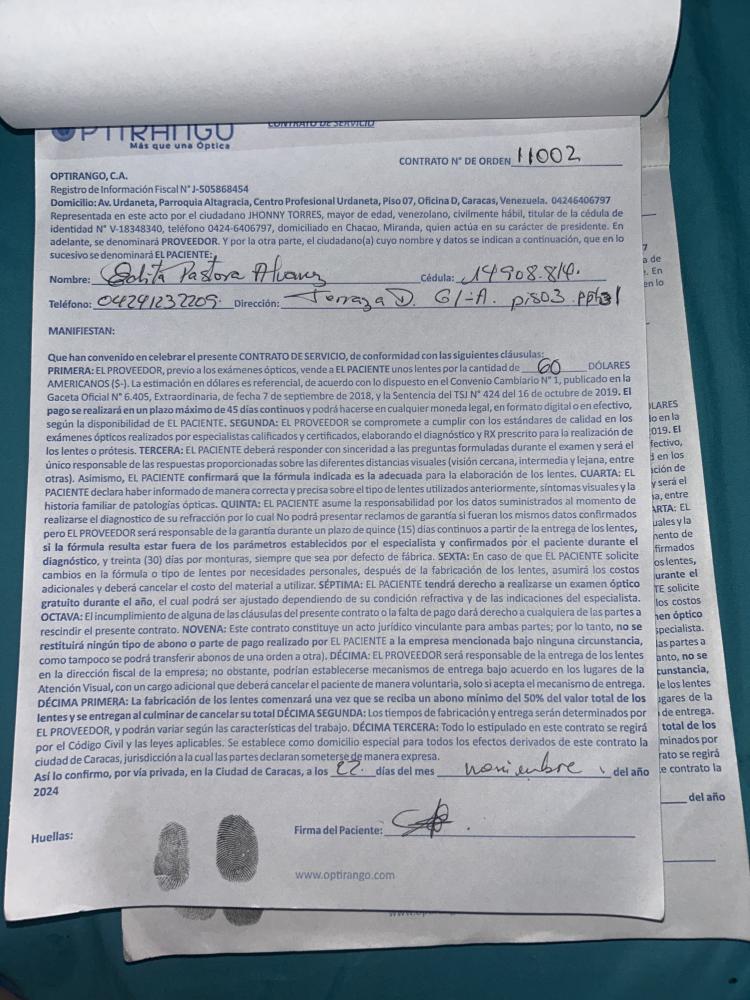 OPTIRANGO
CONTRATO DE SERVICIO
Más que una Óptica
CONTRATO N° DE ORDEN 11002
OPTIRANGO, C.A.
Registro de Información Fiscal N° J-505868454
Domicilio: Av. Urdaneta, Parroquia Altagracia, Centro Profesional Urdaneta, Piso 07, Oficina D, Caracas, Venezuela. 04246406797
Representada en este acto por el ciudadano JHONNY TORRES, mayor de edad, venezolano, civilmente hábil, titular de la cédula de
identidad N° V-18348340, teléfono 0424-6406797, domiciliado en Chacao, Miranda, quien actúa en su carácter de presidente. En
adelante, se denominará PROVEEDOR. Y por la otra parte, el ciudadano(a) cuyo nombre y datos se indican a continuación, que en lo
sucesivo se denominará EL PACIENTE:
Nombre: Pastora Cédula: 14908.814.
Teléfono: 04241237209 Dirección: Terraza D. piso3
MANIFIESTAN:
Que han convenido en celebrar el presente CONTRATO DE SERVICIO, de conformidad con las siguientes cláusulas:
PRIMERA: EL PROVEEDOR, previo a los exámenes ópticos, vende a EL PACIENTE unos lentes por la cantidad de 60 DÓLARES
AMERICANOS ($-). La estimación en dólares es referencial, de acuerdo con lo dispuesto en el Convenio Cambiario N° 1, publicado en la
Gaceta Oficial N° 6.405, Extraordinaria, de fecha 7 de septiembre de 2018, y la Sentencia del TSJ N° 424 del 16 de octubre de 2019. El
pago se realizará en un plazo máximo de 45 días continuos y podrá hacerse en cualquier moneda legal, en formato digital o en efectivo,
según la disponibilidad de EL PACIENTE. SEGUNDA: EL PROVEEDOR se compromete a cumplir con los estándares de calidad en los
exámenes ópticos realizados por especialistas calificados y certificados, elaborando el diagnóstico y RX prescrito para la realización de
los lentes o prótesis. TERCERA: EL PACIENTE deberá responder con sinceridad a las preguntas formuladas durante el examen y será el
único responsable de las respuestas proporcionadas sobre las diferentes distancias visuales (visión cercana, intermedia y lejana, entre
otras). Asimismo, EL PACIENTE confirmará que la fórmula indicada es la adecuada para la elaboración de los lentes. CUARTA: EL
PACIENTE declara haber informado de manera correcta y precisa sobre el tipo de lentes utilizados anteriormente, síntomas visuales y la
historia familiar de patologías ópticas. QUINTA: EL PACIENTE asume la responsabilidad por los datos suministrados al momento de
realizarse el diagnostico de su refracción por lo cual No podrá presentar reclamos de garantía si fueran los mismos datos confirmados
pero EL PROVEEDOR será responsable de la garantía durante un plazo de quince (15) días continuos a partir de la entrega de los lentes,
si la fórmula resulta estar fuera de los parámetros establecidos por el especialista y confirmados por el paciente durante el
diagnóstico, y treinta (30) días por monturas, siempre que sea por defecto de fábrica. SEXTA: En caso de que EL PACIENTE solicite
cambios en la fórmula o tipo de lentes por necesidades personales, después de la fabricación de los lentes, asumirá los costos
adicionales y deberá cancelar el costo del material a utilizar. SÉPTIMA: EL PACIENTE tendrá derecho a realizarse un examen óptico
gratuito durante el año, el cual podrá ser ajustado dependiendo de su condición refractiva y de las indicaciones del especialista.
OCTAVA: El incumplimiento de alguna de las cláusulas del presente contrato o la falta de pago dará derecho a cualquiera de las partes a
rescindir el presente contrato. NOVENA: Este contrato constituye un acto jurídico vinculante para ambas partes; por lo tanto, no se
restituirá ningún tipo de abono o parte de pago realizado por EL PACIENTE a la empresa mencionada bajo ninguna circunstancia,
como tampoco se podrá transferir abonos de una orden a otra). DÉCIMA: EL PROVEEDOR será responsable de la entrega de los lentes
en la dirección fiscal de la empresa; no obstante, podrían establecerse mecanismos de entrega bajo acuerdo en los lugares de la
Atención Visual, con un cargo adicional que deberá cancelar el paciente de manera voluntaria, solo si acepta el mecanismo de entrega.
DÉCIMA PRIMERA: La fabricación de los lentes comenzará una vez que se reciba un abono mínimo del 50% del valor total de los
lentes y se entregan al culminar de cancelar su total DÉCIMA SEGUNDA: Los tiempos de fabricación y entrega serán determinados por
EL PROVEEDOR, y podrán variar según las características del trabajo. DÉCIMA TERCERA: Todo lo estipulado en este contrato se regirá
por el Código Civil y las leyes aplicables. Se establece como domicilio especial para todos los efectos derivados de este contrato la
ciudad de Caracas, jurisdicción a la cual las partes declaran someterse de manera expresa.
Así lo confirmo, por vía privada, en la Ciudad de Caracas, a los 22 días del mes noviembre del año
2024
Huellas:
Firma del Paciente:
www.optirango.com
del año